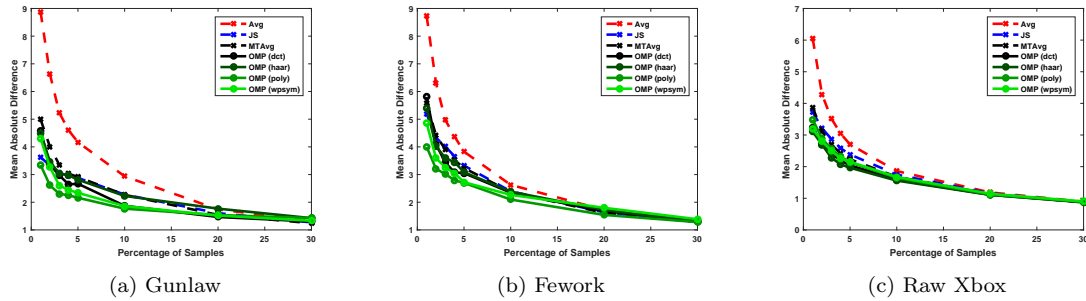 9
8
7
6
5
4
3
2
1
0 5 10 15 20 25 30
Mean Absolute Difference
Percentage of Samples
Avg
JS
MTAvg
OMP (dct)
OMP (haar)
OMP (poly)
OMP (wpsym)
(a) Gunlaw
9
8
7
6
5
4
3
2
1
0 5 10 15 20 25 30
Mean Absolute Difference
Percentage of Samples
Avg
JS
MTAvg
OMP (dct)
OMP (haar)
OMP (poly)
OMP (wpsym)
(b) Fework
7
6
5
4
3
2
1
0
0 5 10 15 20 25 30
Mean Absolute Difference
Percentage of Samples
Avg
JS
MTAvg
OMP (dct)
OMP (haar)
OMP (poly)
OMP (wpsym)
(c) Raw Xbox